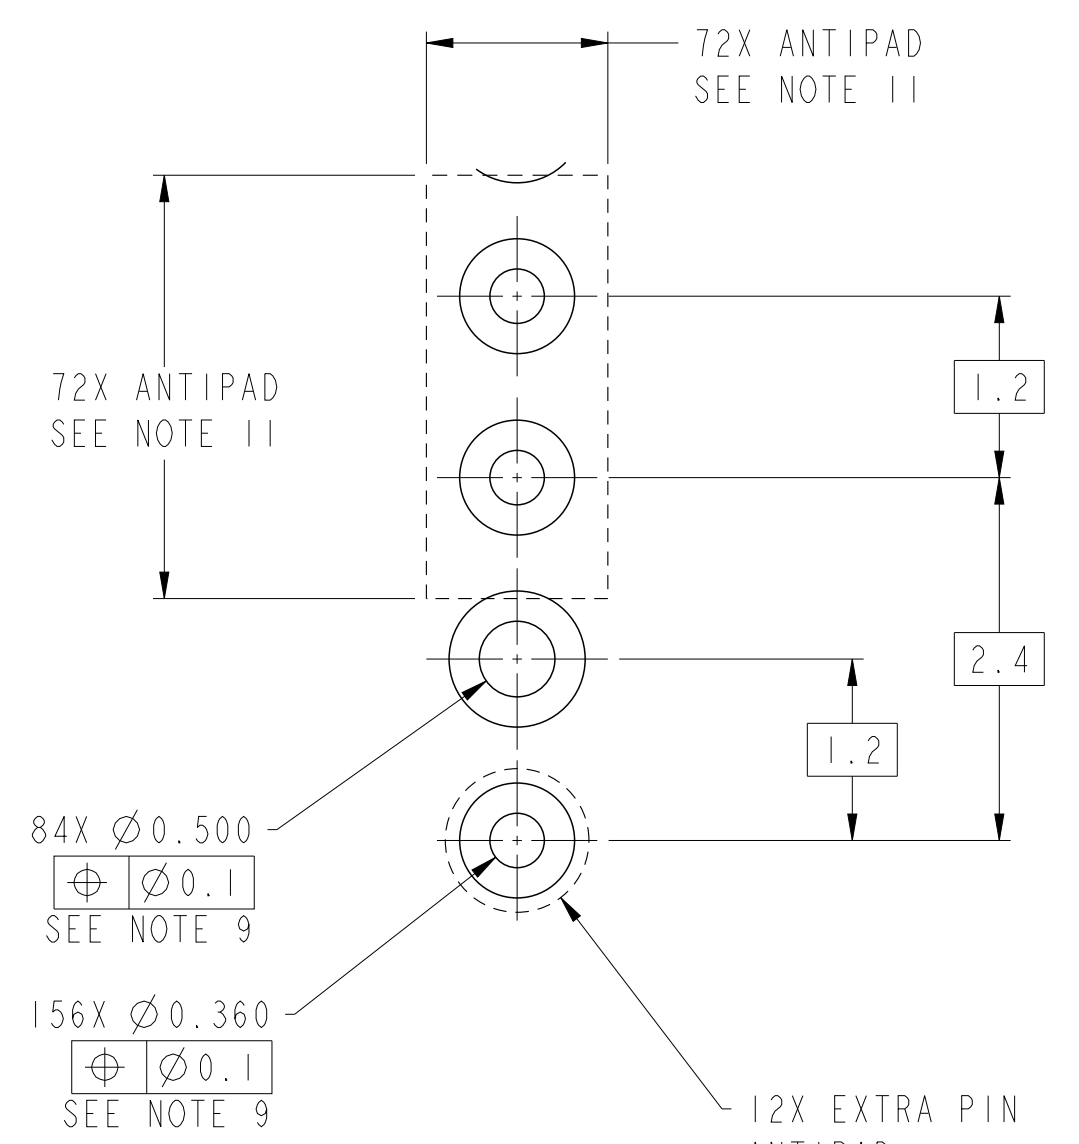 72X ANTIPAD
SEE NOTE 11
72X ANTIPAD
SEE NOTE 11
1.2
2.4
1.2
84X Ø0.500
⌖ Ø0.1
SEE NOTE 9
156X Ø0.360
⌖ Ø0.1
SEE NOTE 9
12X EXTRA PIN
ANTIPAD